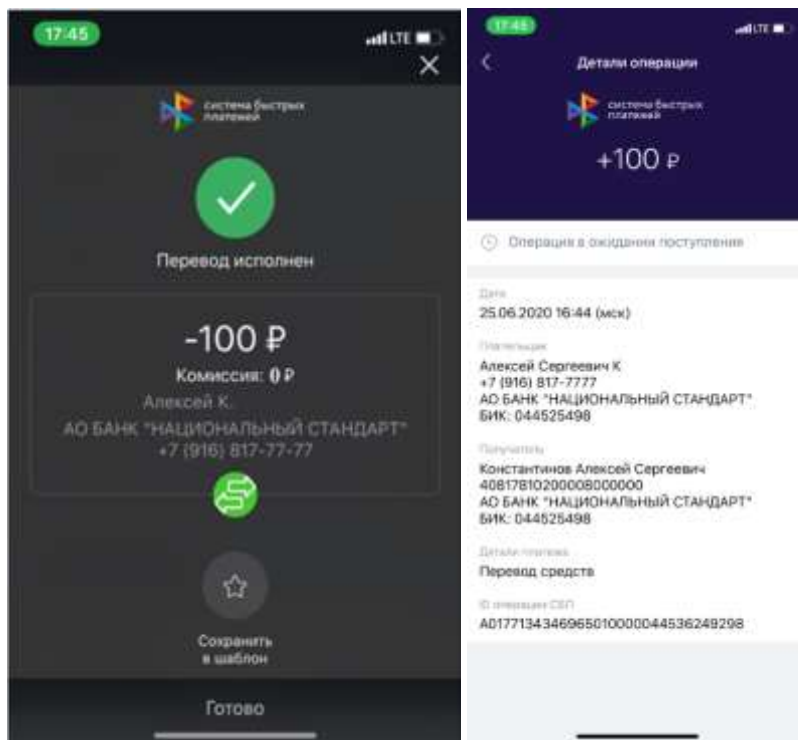 17:45
LTE
система быстрых
платежей
Перевод исполнен
-100 ₽
Комиссия: 0 ₽
Алексей К.
АО БАНК "НАЦИОНАЛЬНЫЙ СТАНДАРТ"
+7 (916) 817-77-77
Сохранить
в шаблон
Готово
17:45
LTE
Детали операции
система быстрых
платежей
+100 ₽
Операция в ожидании поступления
Дата
25.06.2020 16:44 (мск)
Плательщик
Алексей Сергеевич К
+7 (916) 817-7777
АО БАНК "НАЦИОНАЛЬНЫЙ СТАНДАРТ"
БИК: 044525498
Получатель
Константинов Алексей Сергеевич
40817810200008000000
АО БАНК "НАЦИОНАЛЬНЫЙ СТАНДАРТ"
БИК: 044525498
Детали платежа
Перевод средств
ID операции СБП
A0177134346965010000044536249298